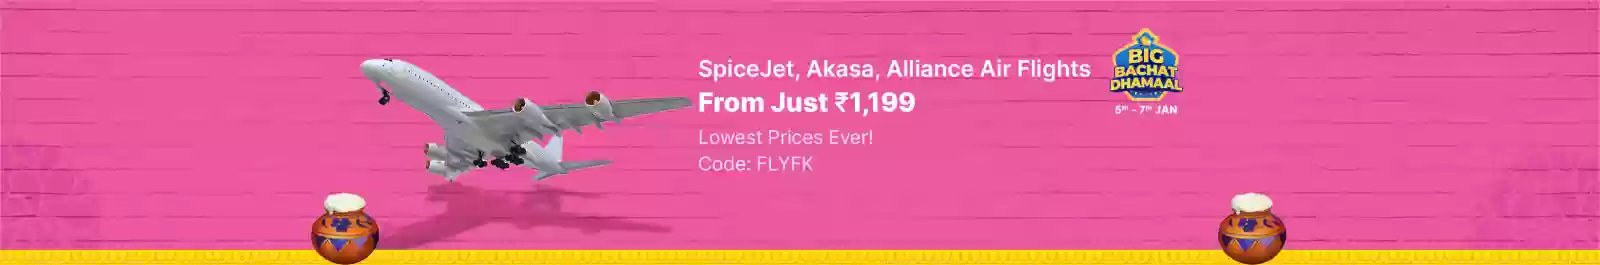 SpiceJet, Akasa, Alliance Air Flights
From Just ₹1,199
Lowest Prices Ever!
Code: FLYFK
BIG
BACHAT
DHAMAAL
5th - 7th JAN